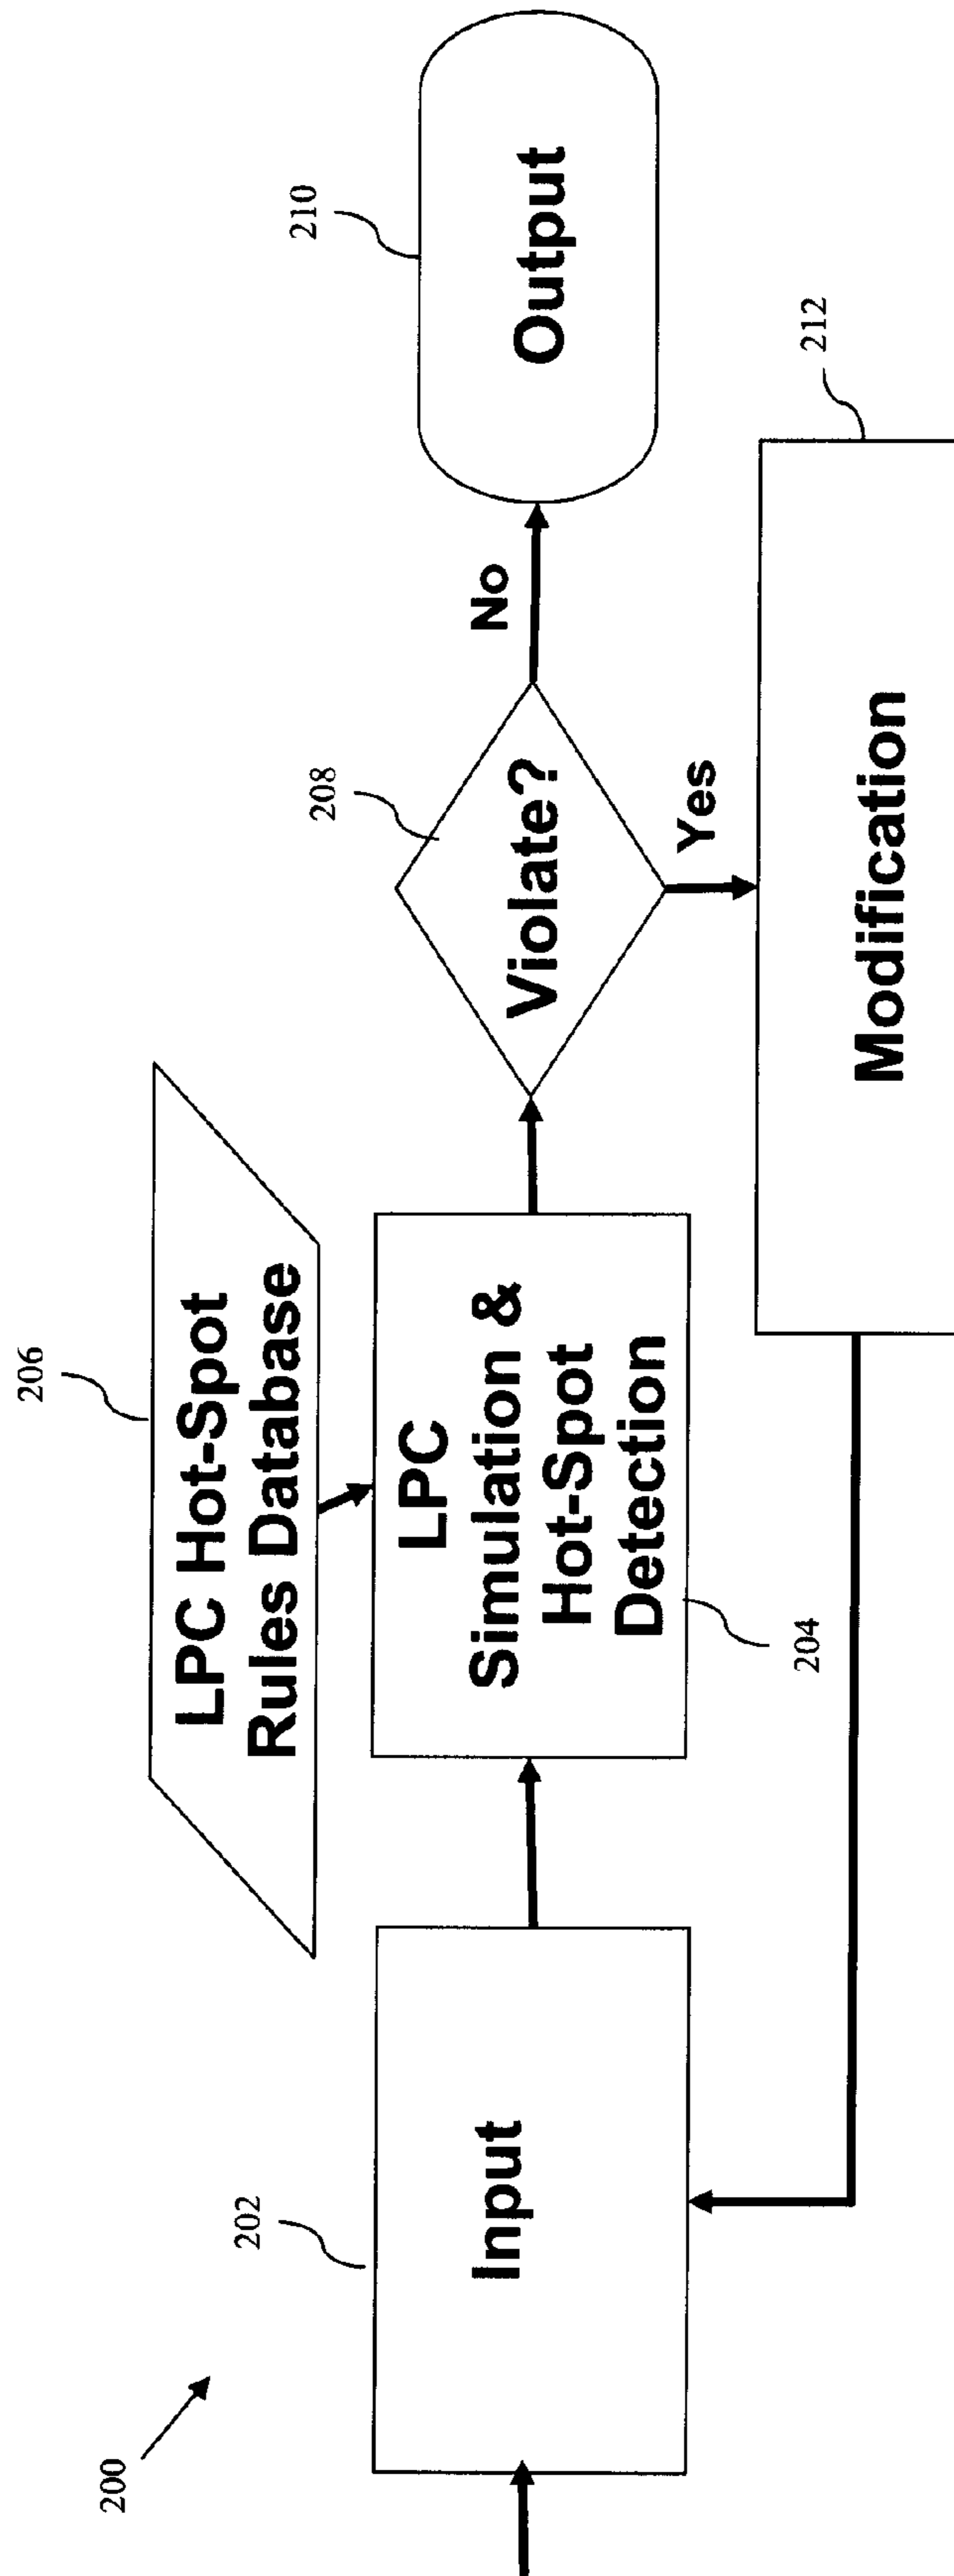 200
202
Input
206
LPC Hot-Spot
Rules Database
LPC
Simulation &
Hot-Spot
Detection
204
208
Violate?
No
Yes
210
Output
212
Modification